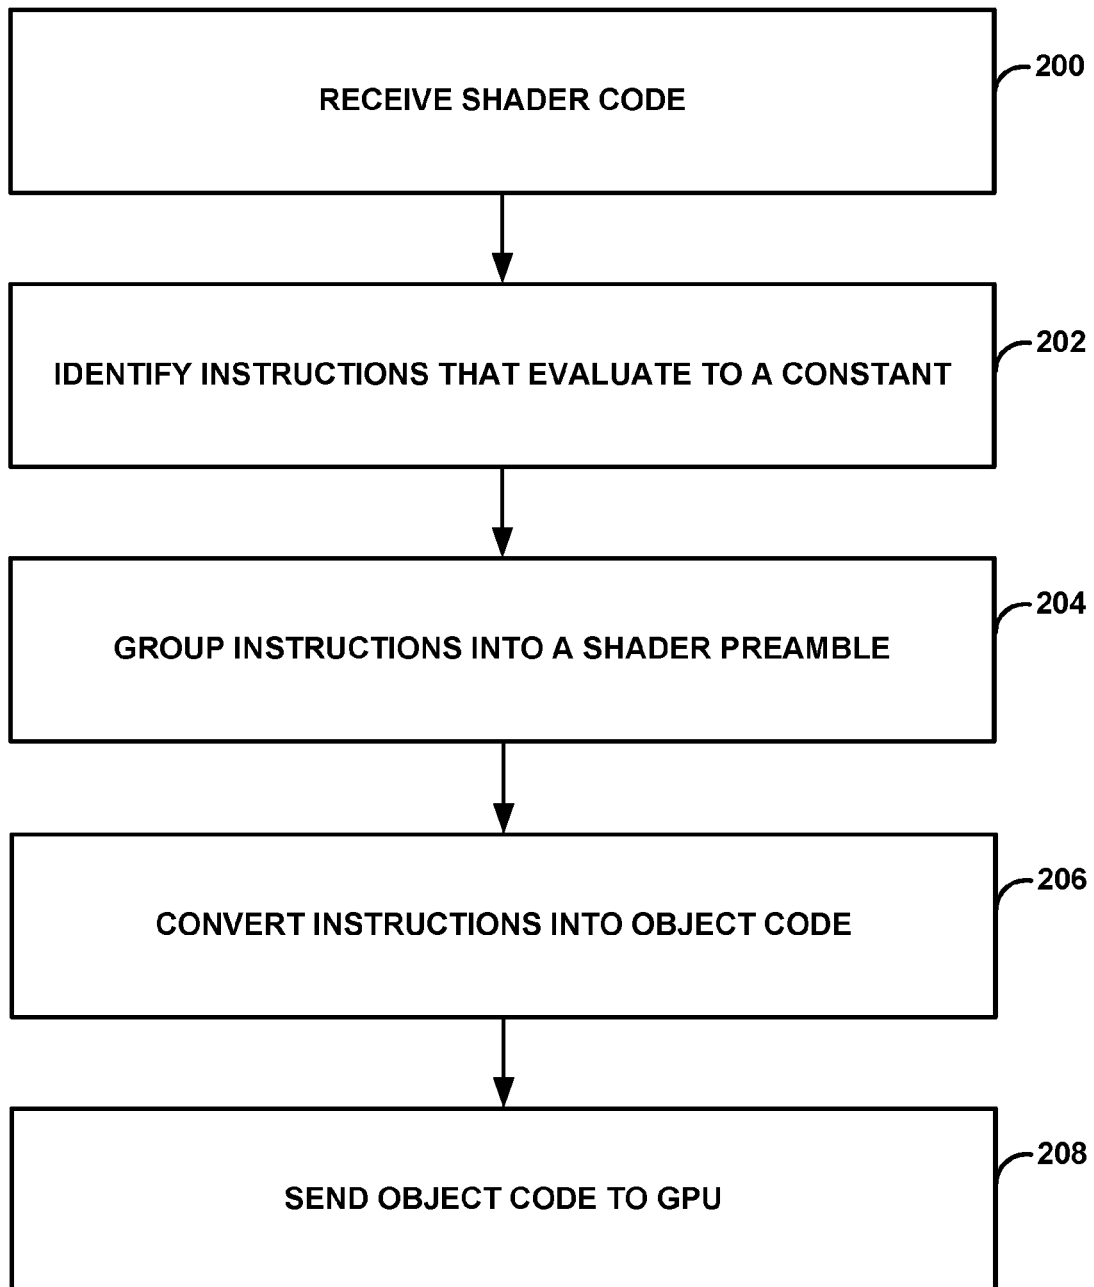 RECEIVE SHADER CODE
200
IDENTIFY INSTRUCTIONS THAT EVALUATE TO A CONSTANT
202
GROUP INSTRUCTIONS INTO A SHADER PREAMBLE
204
CONVERT INSTRUCTIONS INTO OBJECT CODE
206
SEND OBJECT CODE TO GPU
208